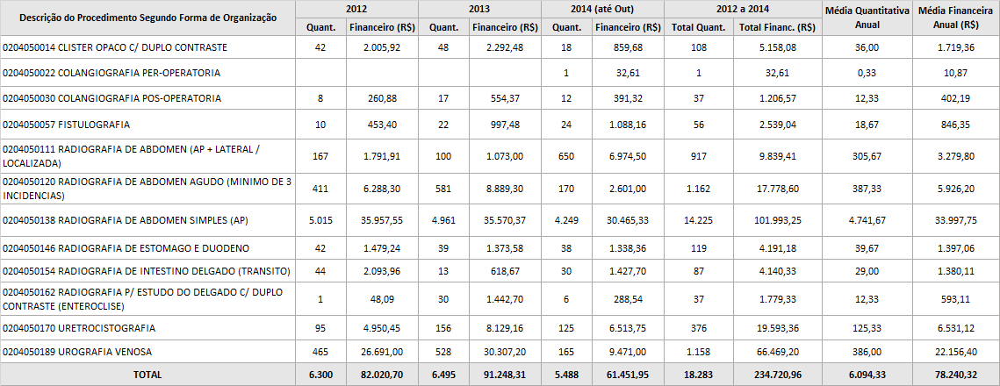 Descrição do Procedimento Segundo Forma de Organização 2012 2013 2014 (até Out) 2012 a 2014 Média Quantitativa Anual Média Financeira Anual (R$)
Quant. Financeiro (R$) Quant. Financeiro (R$) Quant. Financeiro (R$) Total Quant. Total Financ. (R$)
0204050014 CLISTER OPACO C/ DUPLO CONTRASTE 42 2.005,92 48 2.292,48 18 859,68 108 5.158,08 36,00 1.719,36
0204050022 COLANGIOGRAFIA PER-OPERATORIA 1 32,61 1 32,61 0,33 10,87
0204050030 COLANGIOGRAFIA POS-OPERATORIA 8 260,88 17 554,37 12 391,32 37 1.206,57 12,33 402,19
0204050057 FISTULOGRAFIA 10 453,40 22 997,48 24 1.088,16 56 2.539,04 18,67 846,35
0204050111 RADIOGRAFIA DE ABDOMEN (AP + LATERAL /
LOCALIZADA) 167 1.791,91 100 1.073,00 650 6.974,50 917 9.839,41 305,67 3.279,80
0204050120 RADIOGRAFIA DE ABDOMEN AGUDO (MINIMO DE 3
INCIDENCIAS) 411 6.288,30 581 8.889,30 170 2.601,00 1.162 17.778,60 387,33 5.926,20
0204050138 RADIOGRAFIA DE ABDOMEN SIMPLES (AP) 5.015 35.957,55 4.961 35.570,37 4.249 30.465,33 14.225 101.993,25 4.741,67 33.997,75
0204050146 RADIOGRAFIA DE ESTOMAGO E DUODENO 42 1.479,24 39 1.373,58 38 1.338,36 119 4.191,18 39,67 1.397,06
0204050154 RADIOGRAFIA DE INTESTINO DELGADO (TRANSITO) 44 2.093,96 13 618,67 30 1.427,70 87 4.140,33 29,00 1.380,11
0204050162 RADIOGRAFIA P/ ESTUDO DO DELGADO C/ DUPLO
CONTRASTE (ENTEROCLISE) 1 48,09 30 1.442,70 6 288,54 37 1.779,33 12,33 593,11
0204050170 URETROCISTOGRAFIA 95 4.950,45 156 8.129,16 125 6.513,75 376 19.593,36 125,33 6.531,12
0204050189 UROGRAFIA VENOSA 465 26.691,00 528 30.307,20 165 9.471,00 1.158 66.469,20 386,00 22.156,40
TOTAL 6.300 82.020,70 6.495 91.248,31 5.488 61.451,95 18.283 234.720,96 6.094,33 78.240,32